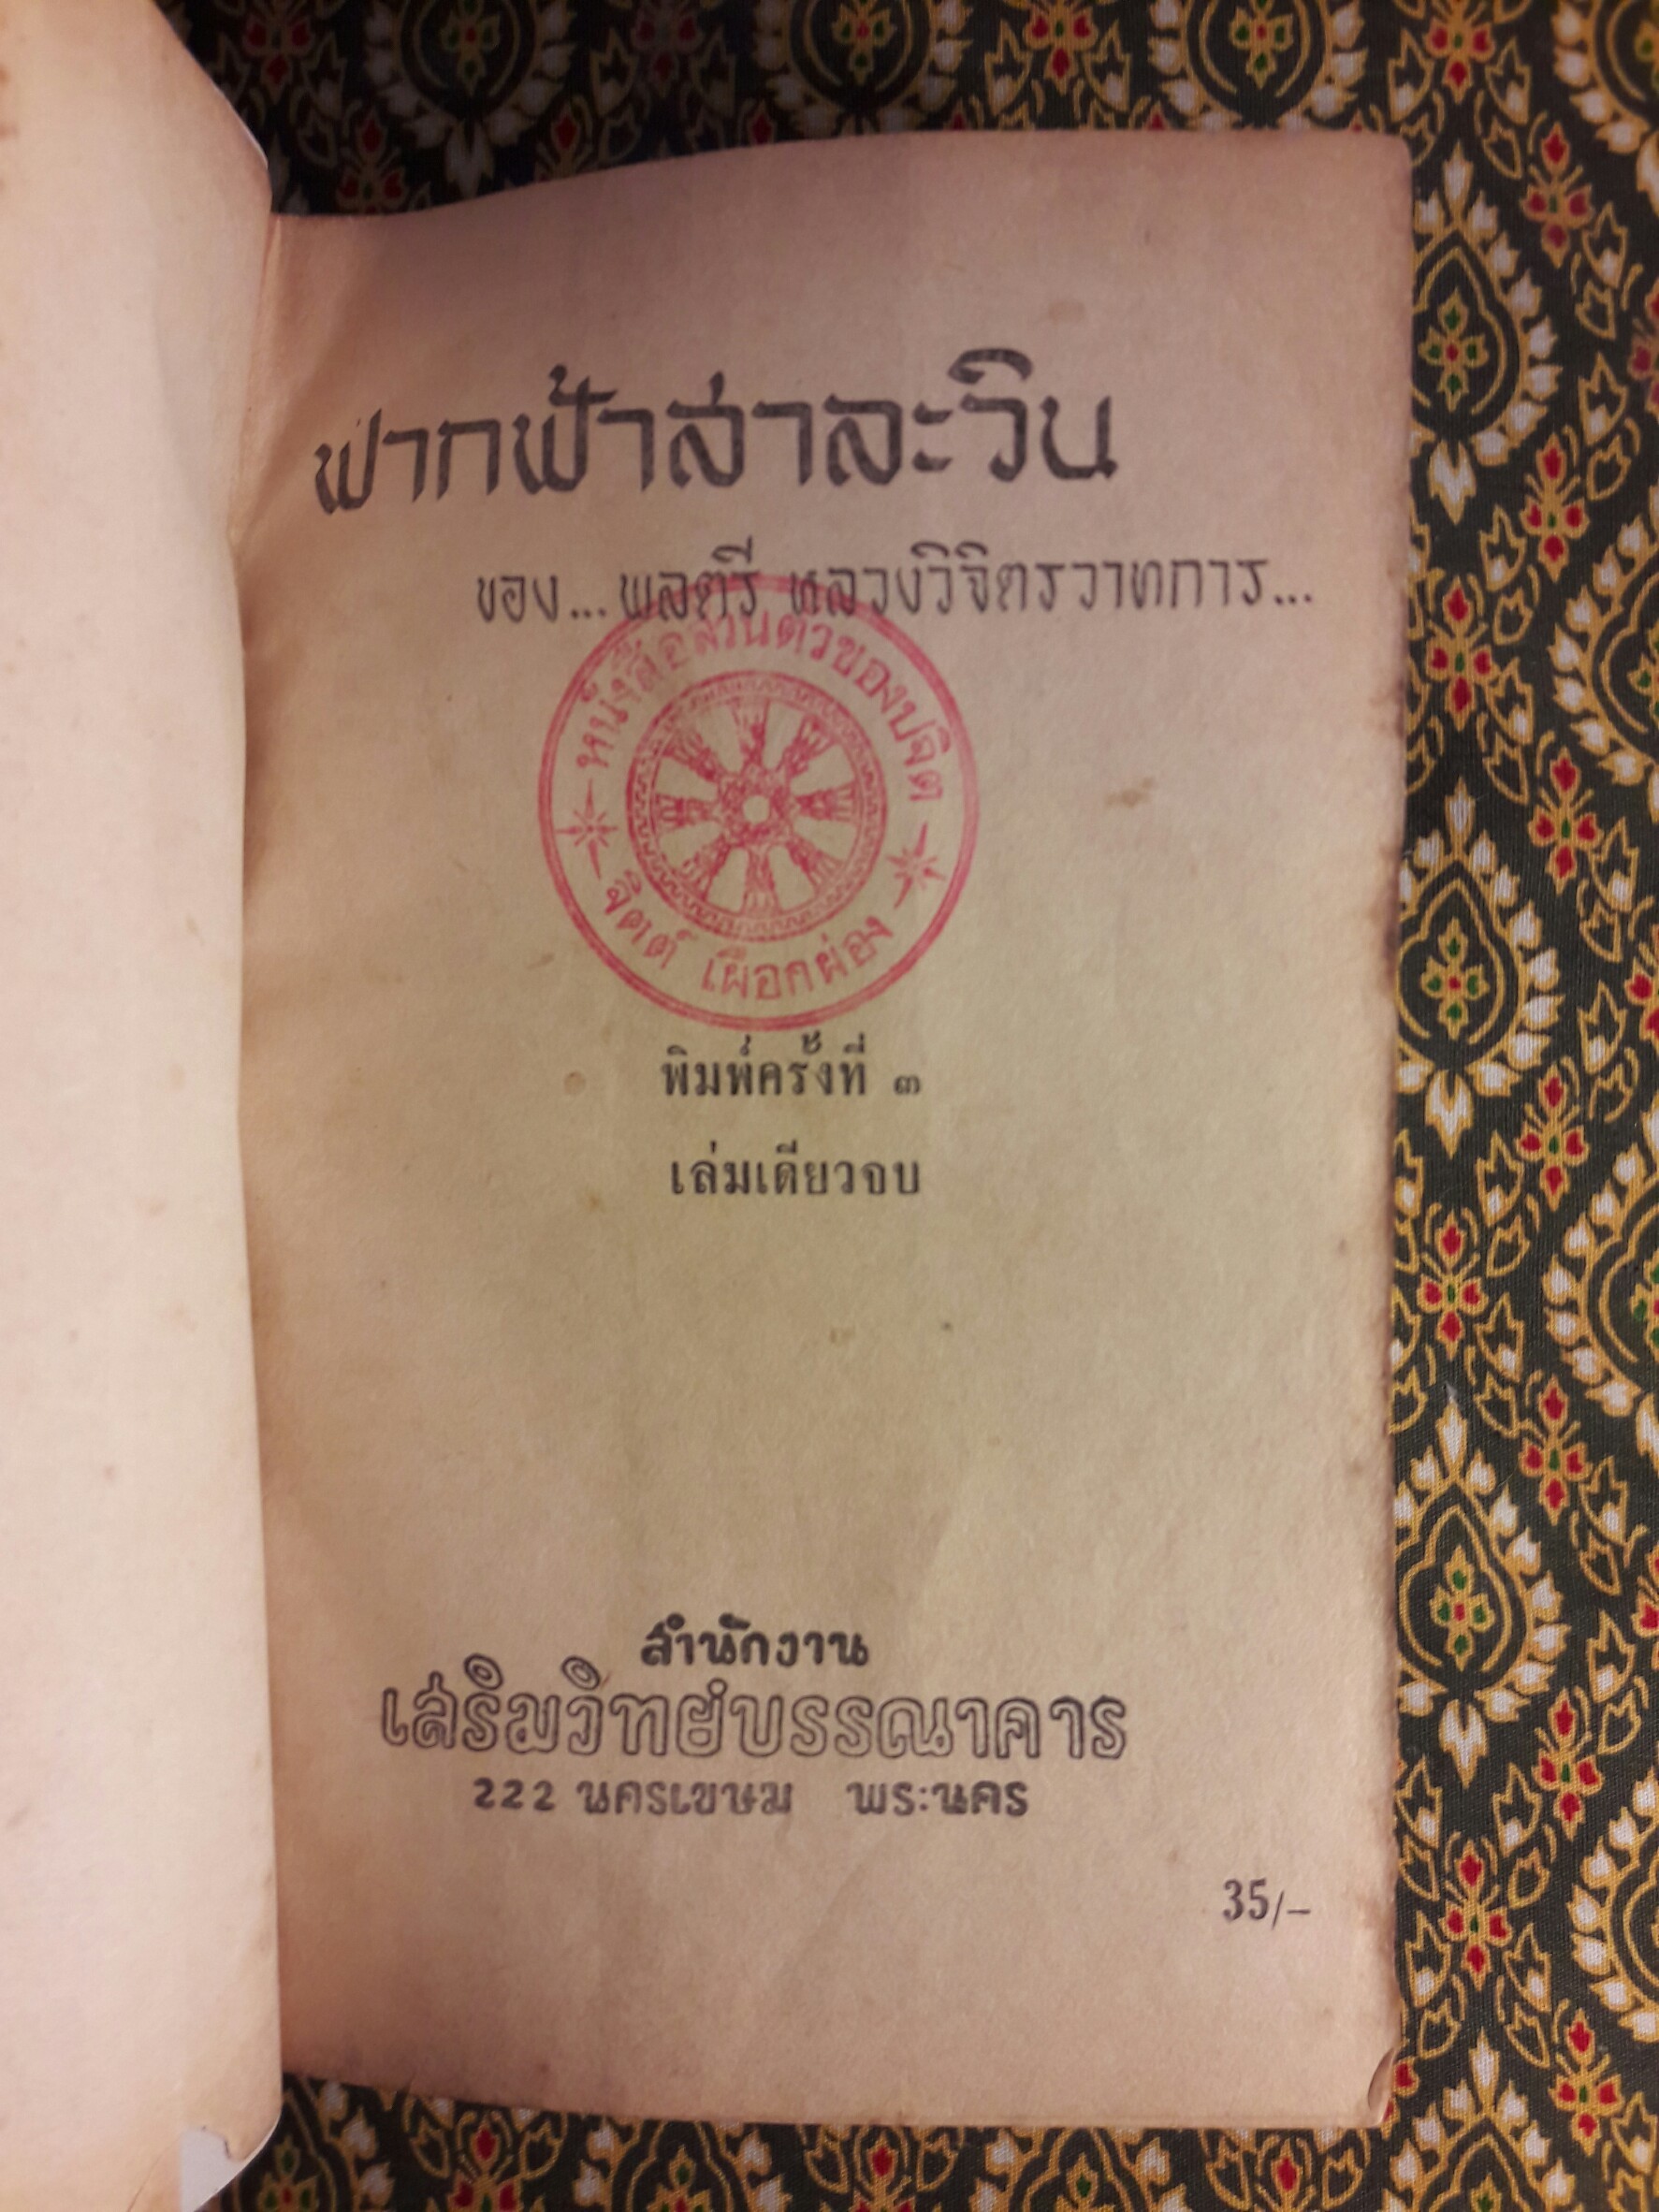 ฟากฟ้าสาละวิน
ของ...พลตรี หลวงวิจิตรวาทการ...
หนังสือส่วนตัวของปจิต
จิตต์ เผือกผ่อง
พิมพ์ครั้งที่ ๓
เล่มเดียวจบ
สำนักงาน
เสริมวิทย์บรรณาคาร
222 นครเขษม พระนคร
35/-